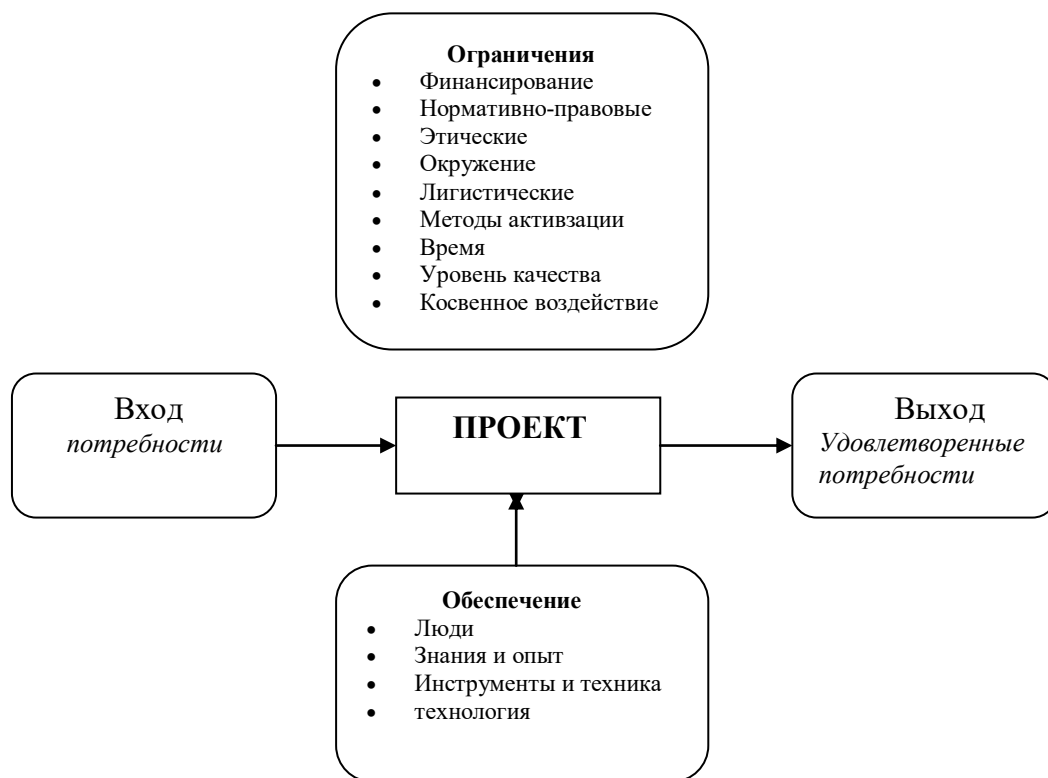 Ограничения
• Финансирование
• Нормативно-правовые
• Этические
• Окружение
• Лигистические
• Методы активзации
• Время
• Уровень качества
• Косвенное воздействие
Вход
потребности
ПРОЕКТ
Выход
Удовлетворенные
потребности
Обеспечение
• Люди
• Знания и опыт
• Инструменты и техника
• технология